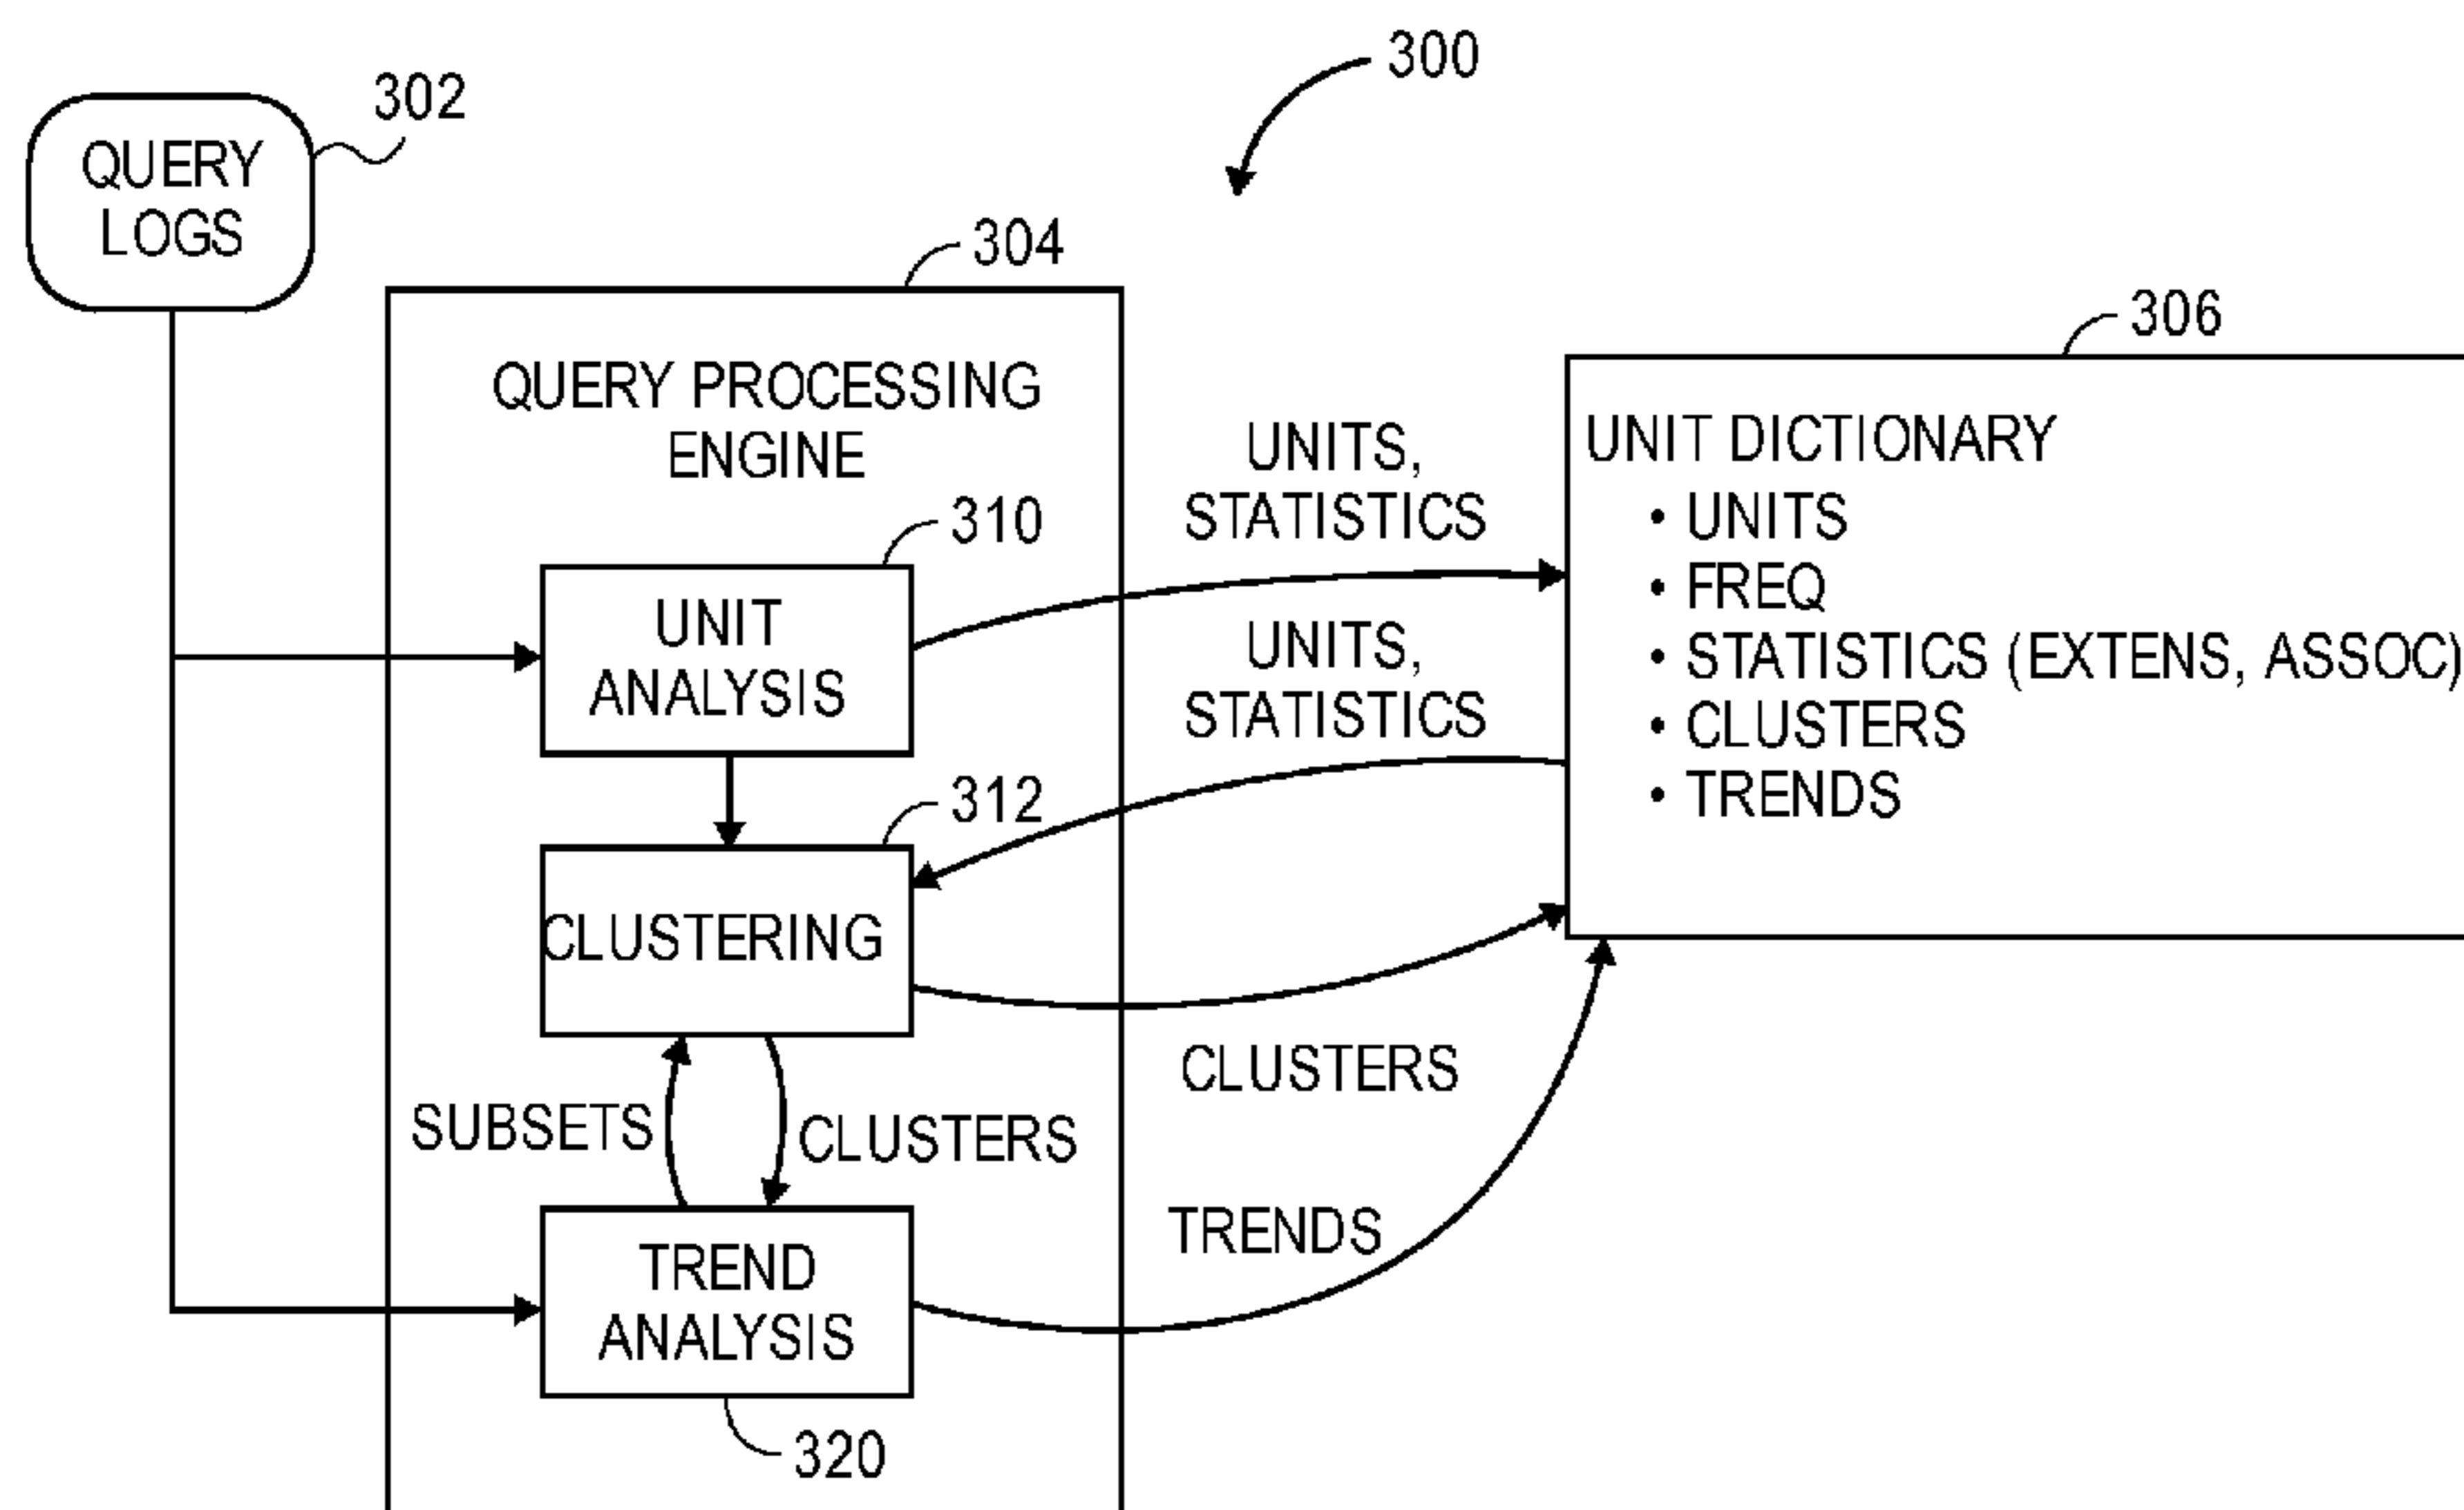 300
302
QUERY
LOGS
304
QUERY PROCESSING
ENGINE
306
UNIT DICTIONARY
• UNITS
• FREQ
• STATISTICS (EXTENS, ASSOC)
• CLUSTERS
• TRENDS
UNITS,
STATISTICS
310
UNIT
ANALYSIS
UNITS,
STATISTICS
312
CLUSTERING
CLUSTERS
SUBSETS
CLUSTERS
TRENDS
TREND
ANALYSIS
320